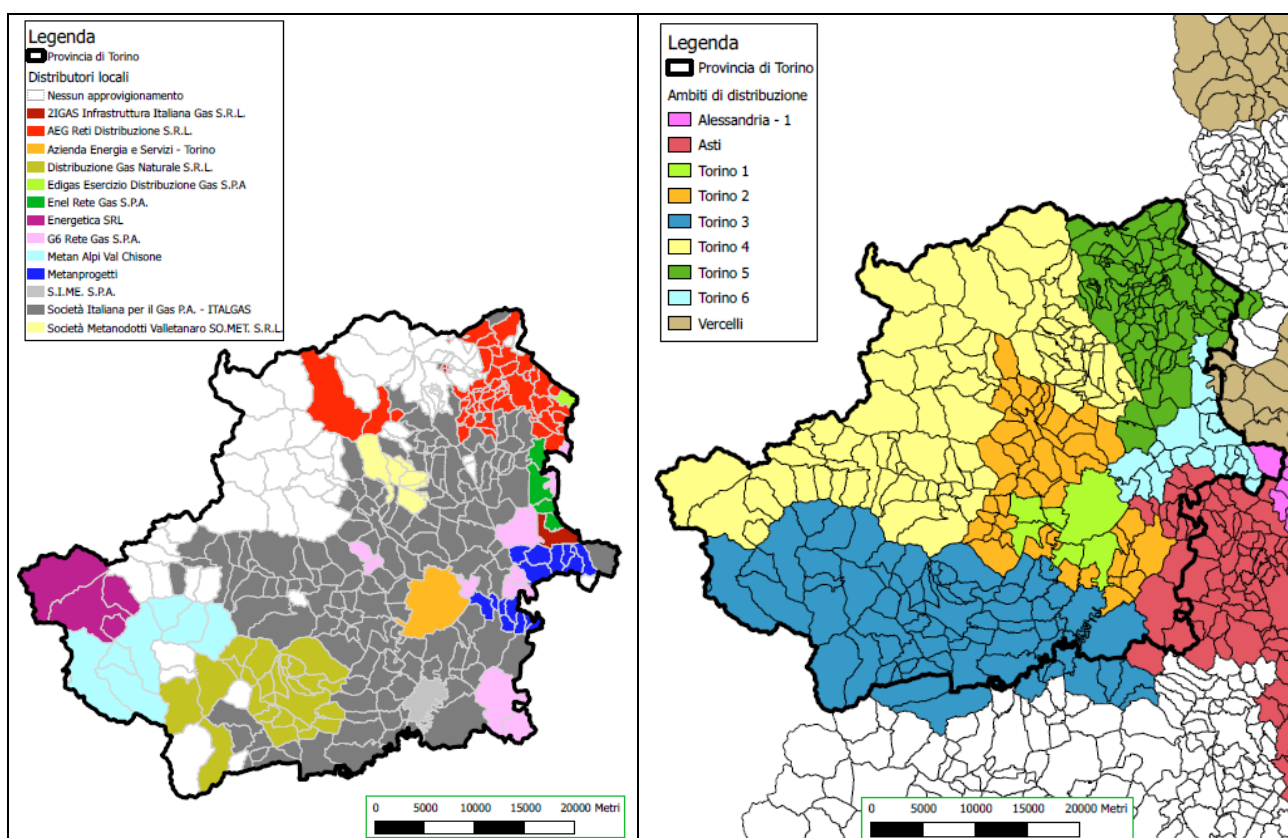 Legenda
Provincia di Torino
Distributori locali
Nessun approvigionamento
2IGAS Infrastruttura Italiana Gas S.R.L.
AEG Reti Distribuzione S.R.L.
Azienda Energia e Servizi - Torino
Distribuzione Gas Naturale S.R.L.
Edigas Esercizio Distribuzione Gas S.P.A
Enel Rete Gas S.P.A.
Energetica SRL
G6 Rete Gas S.P.A.
Metan Alpi Val Chisone
Metanprogetti
S.I.ME. S.P.A.
Società Italiana per il Gas P.A. - ITALGAS
Società Metanodotti Valletanaro SO.MET. S.R.L.
0 5000 10000 15000 20000 Metri
Legenda
Provincia di Torino
Ambiti di distribuzione
Alessandria - 1
Asti
Torino 1
Torino 2
Torino 3
Torino 4
Torino 5
Torino 6
Vercelli
0 5000 10000 15000 20000 Metri